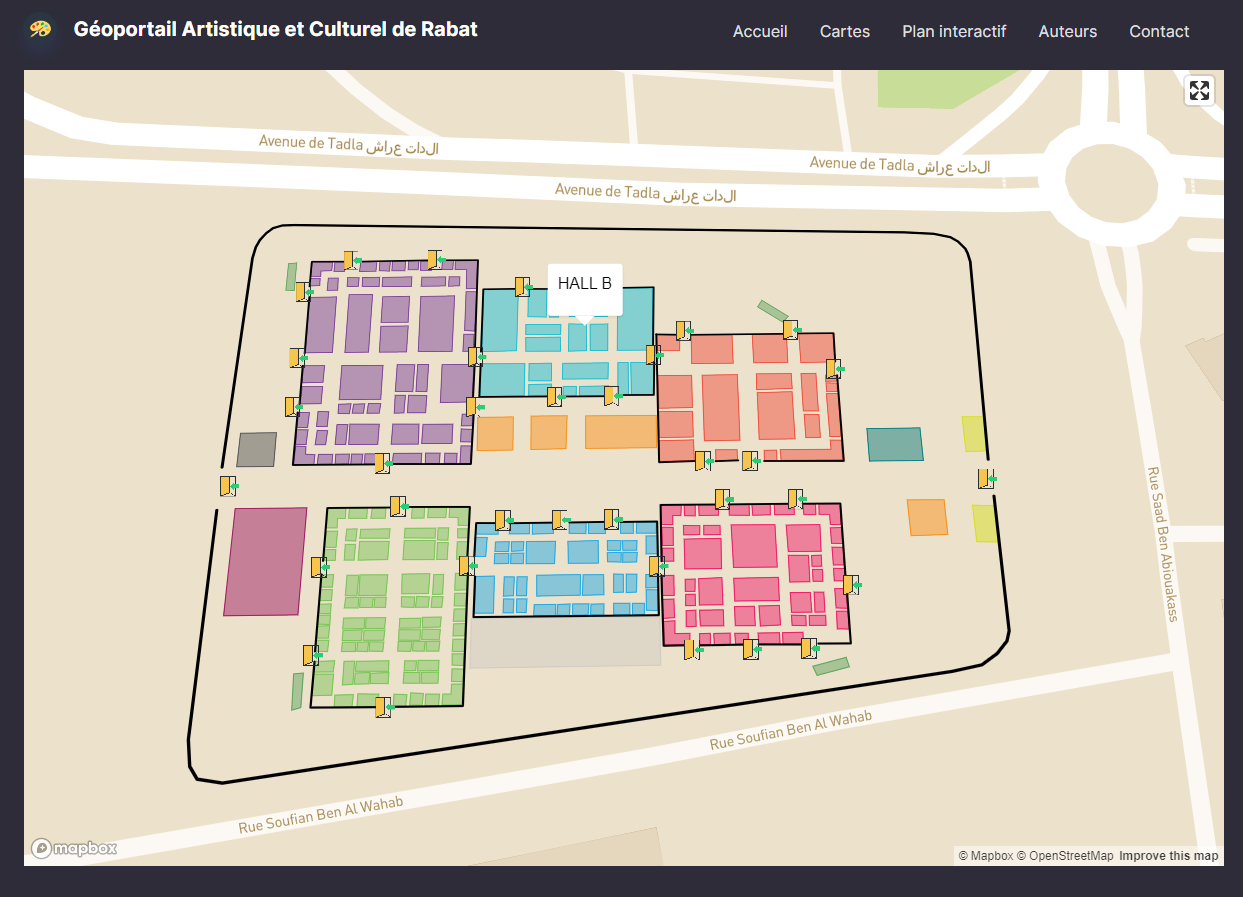 Géoportail Artistique et Culturel de Rabat
Accueil
Cartes
Plan interactif
Auteurs
Contact
Avenue de Tadla الدات عراش
Avenue de Tadla الدات عراش
Avenue de Tadla الدات عراش
HALL B
Rue Saad Ben Abiouakass
Rue Soufian Ben Al Wahab
Rue Soufian Ben Al Wahab
mapbox
© Mapbox © OpenStreetMap Improve this map